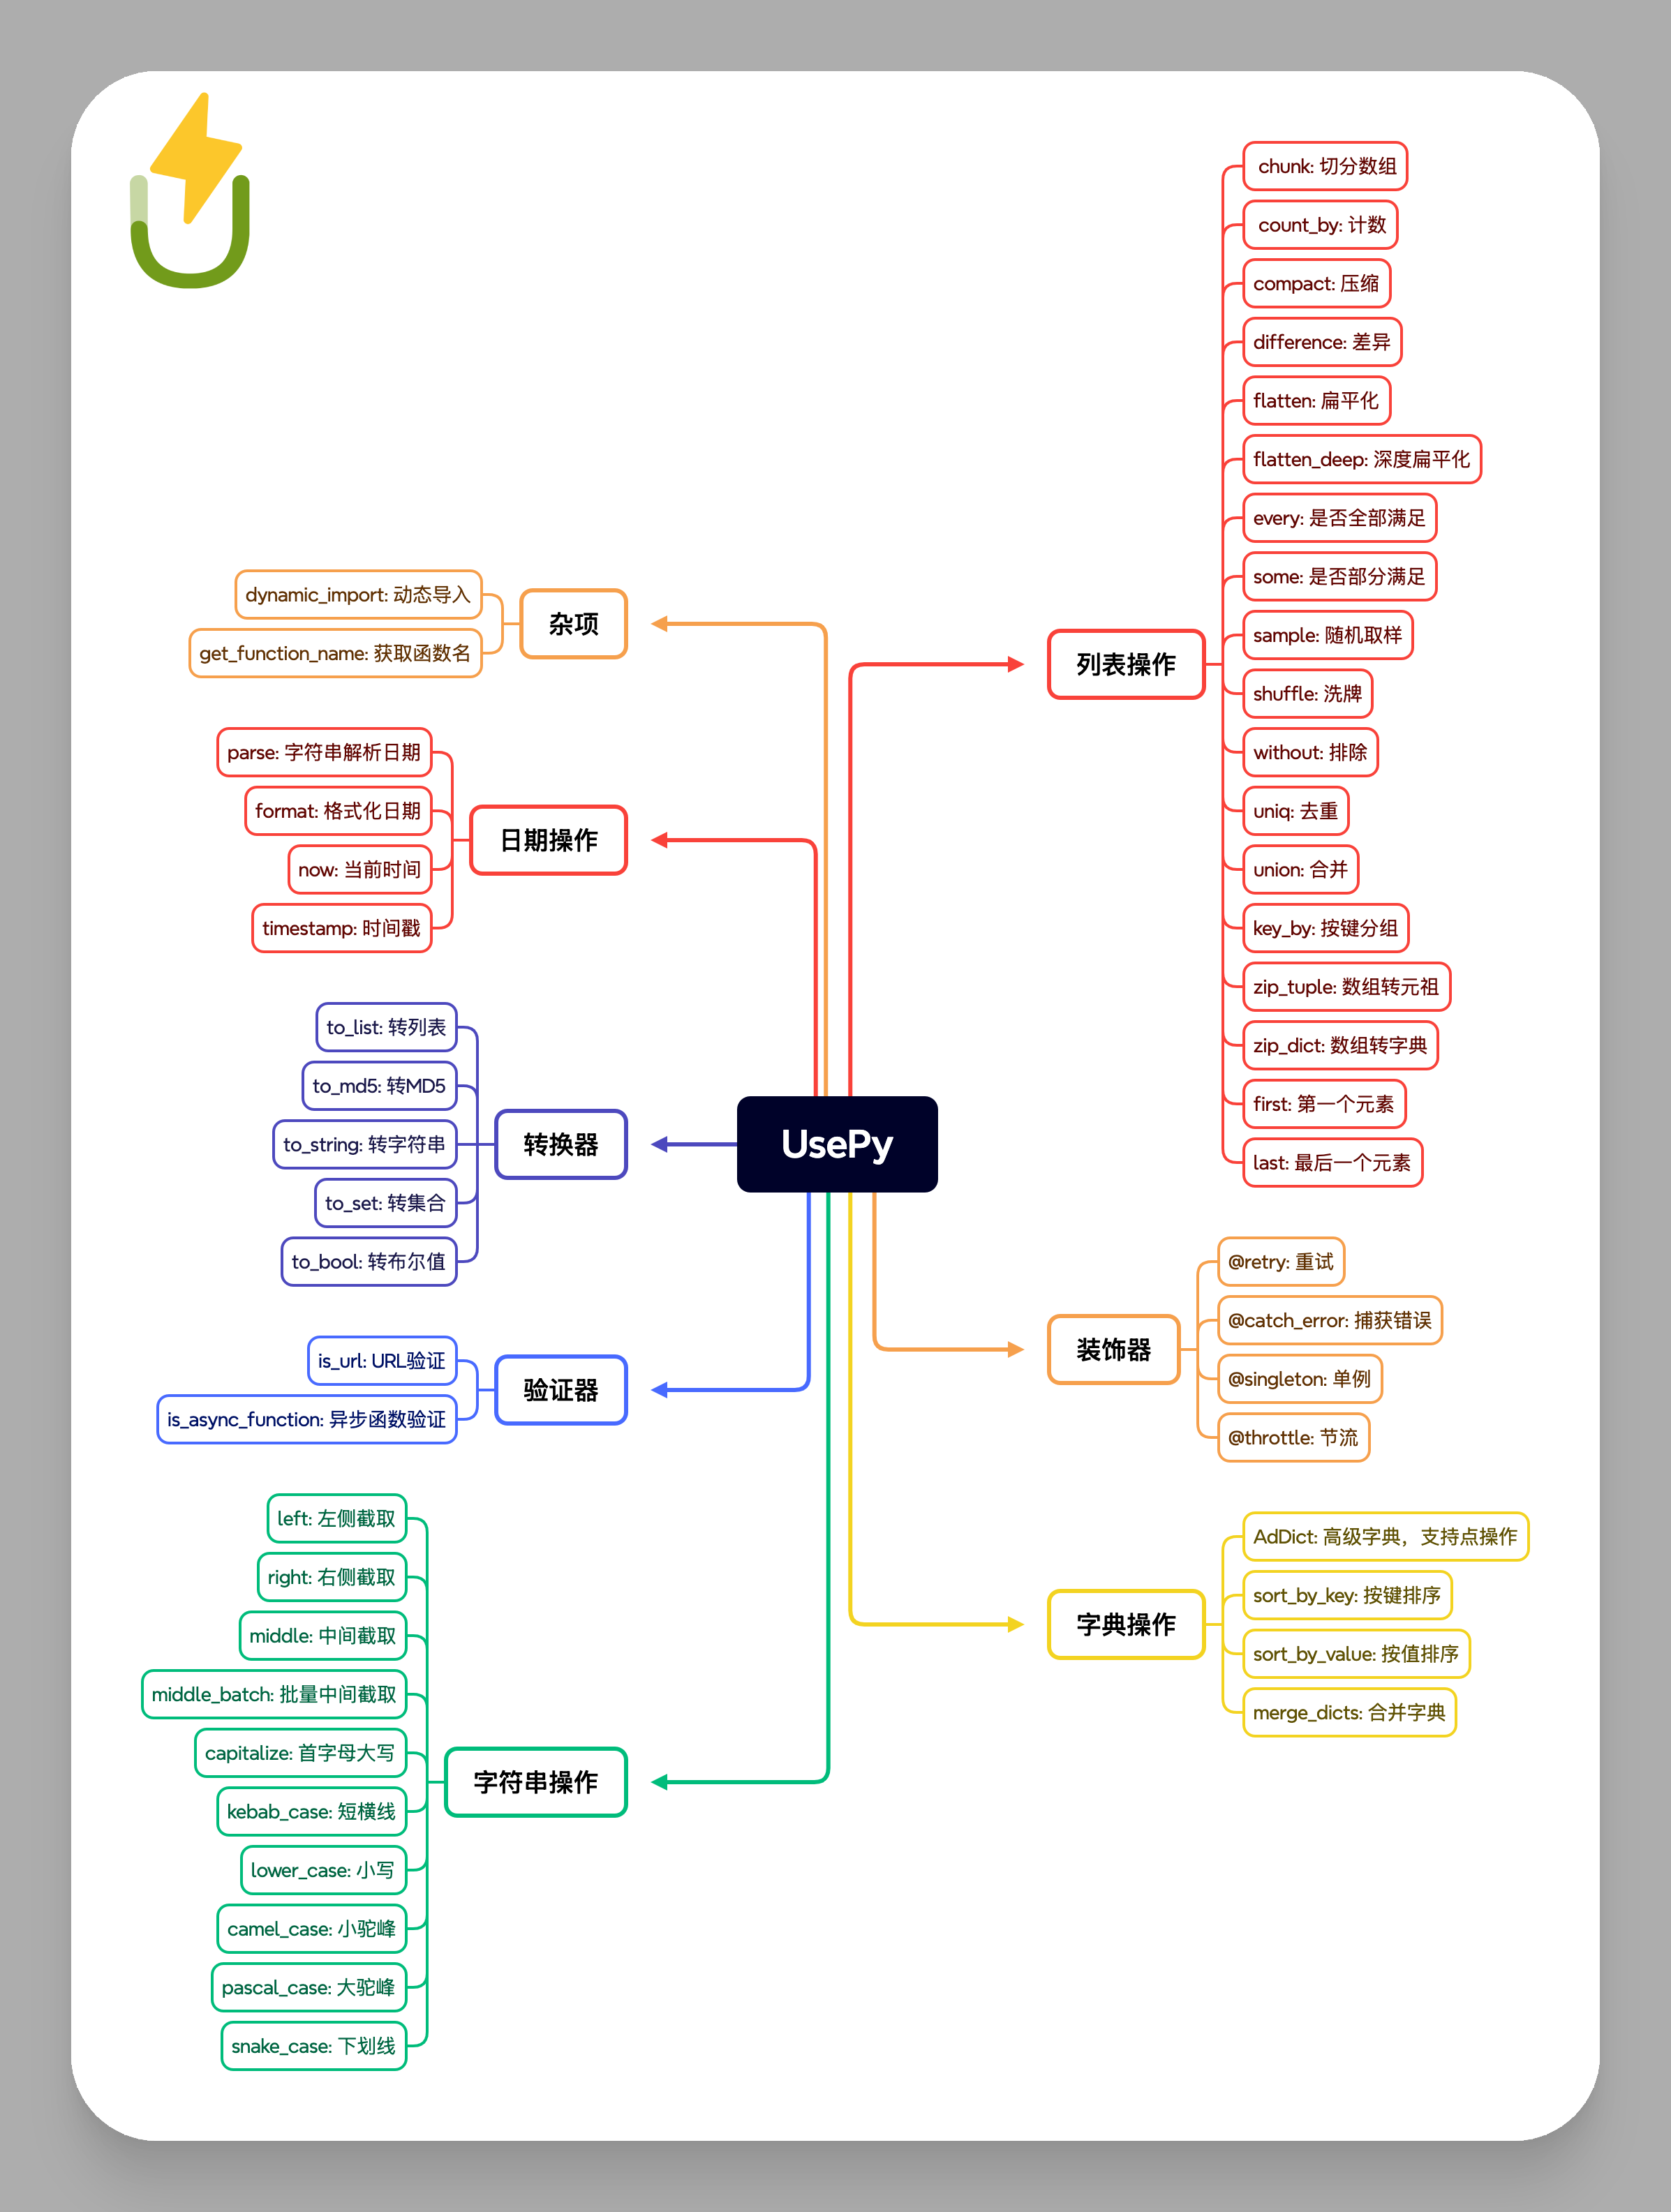 UsePy
列表操作
chunk: 切分数组
count_by: 计数
compact: 压缩
difference: 差异
flatten: 扁平化
flatten_deep: 深度扁平化
every: 是否全部满足
some: 是否部分满足
sample: 随机取样
shuffle: 洗牌
without: 排除
uniq: 去重
union: 合并
key_by: 按键分组
zip_tuple: 数组转元祖
zip_dict: 数组转字典
first: 第一个元素
last: 最后一个元素
装饰器
@retry: 重试
@catch_error: 捕获错误
@singleton: 单例
@throttle: 节流
字典操作
AdDict: 高级字典，支持点操作
sort_by_key: 按键排序
sort_by_value: 按值排序
merge_dicts: 合并字典
杂项
dynamic_import: 动态导入
get_function_name: 获取函数名
日期操作
parse: 字符串解析日期
format: 格式化日期
now: 当前时间
timestamp: 时间戳
转换器
to_list: 转列表
to_md5: 转MD5
to_string: 转字符串
to_set: 转集合
to_bool: 转布尔值
验证器
is_url: URL验证
is_async_function: 异步函数验证
字符串操作
left: 左侧截取
right: 右侧截取
middle: 中间截取
middle_batch: 批量中间截取
capitalize: 首字母大写
kebab_case: 短横线
lower_case: 小写
camel_case: 小驼峰
pascal_case: 大驼峰
snake_case: 下划线